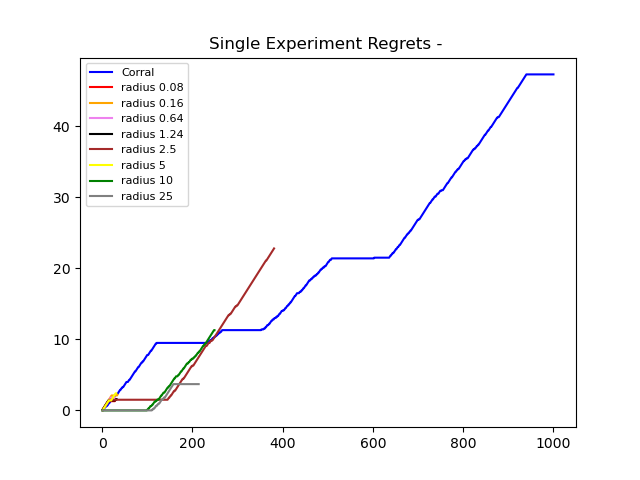 Single Experiment Regrets -
Corral
radius 0.08
radius 0.16
radius 0.64
radius 1.24
radius 2.5
radius 5
radius 10
radius 25
40
30
20
10
0
0 200 400 600 800 1000